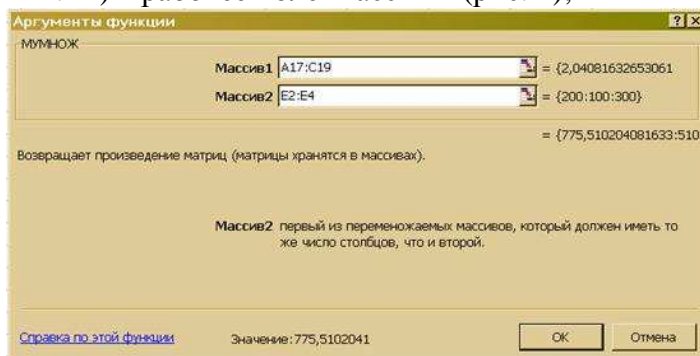 Аргументы функции
МУМНОЖ
Массив1 A17:C19 = {2,04081632653061
Массив2 E2:E4 = {200:100:300}
= {775,510204081633:510
Возвращает произведение матриц (матрицы хранятся в массивах).
Массив2 первый из перемножаемых массивов, который должен иметь то
же число столбцов, что и второй.
Справка по этой функции Значение:775,5102041 OK Отмена